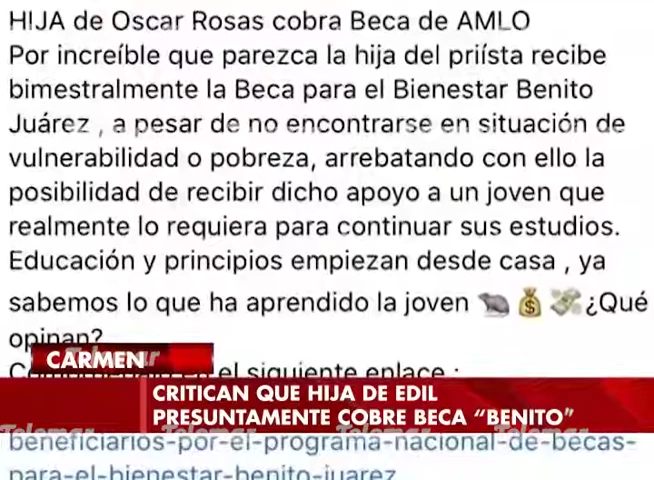 HIJA de Oscar Rosas cobra Beca de AMLO
Por increíble que parezca la hija del priísta recibe
bimestralmente la Beca para el Bienestar Benito
Juárez , a pesar de no encontrarse en situación de
vulnerabilidad o pobreza, arrebatando con ello la
posibilidad de recibir dicho apoyo a un joven que
realmente lo requiera para continuar sus estudios.
Educación y principios empiezan desde casa , ya
sabemos lo que ha aprendido la joven 🐀💰💸¿Qué
opinan?
CARMEN
el siguiente enlace :
CRITICAN QUE HIJA DE EDIL
PRESUNTAMENTE COBRE BECA “BENITO”
Telemar Telemar Telemar
beneficiarios-por-el-programa-nacional-de-becas-
para-el-bienestar-benito-juarez